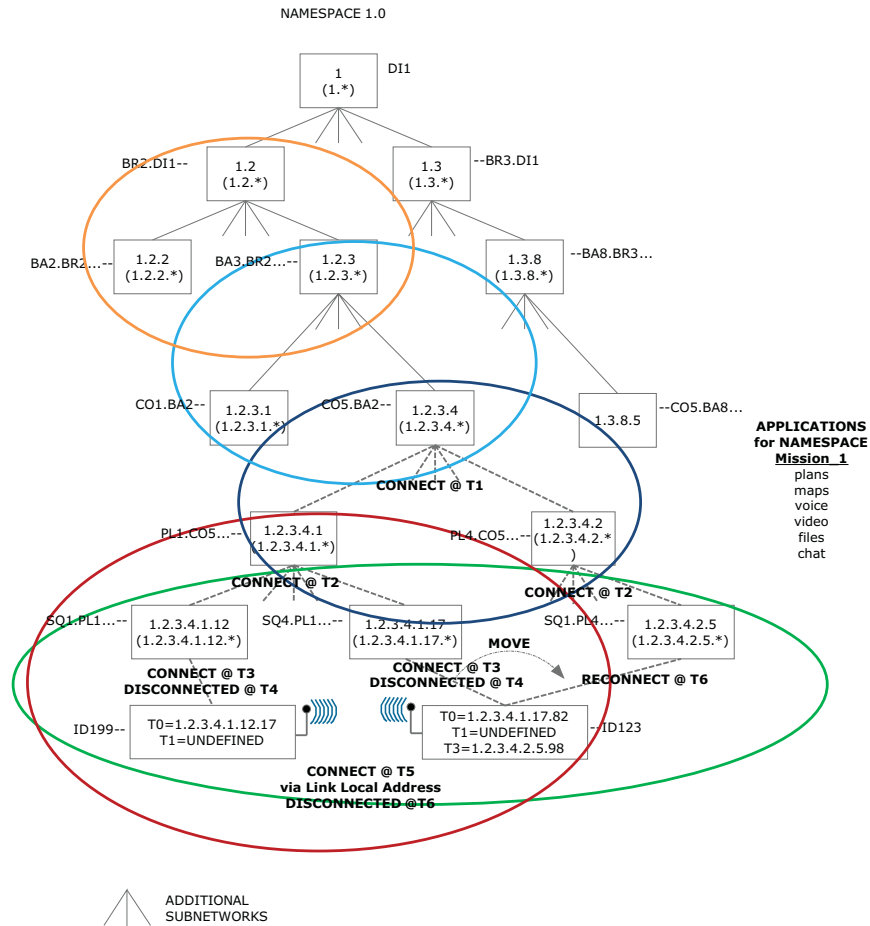 NAMESPACE 1.0
1
(1.*)
DI1
BR2.DI1--
1.2
(1.2.*)
1.3
(1.3.*)
--BR3.DI1
BA2.BR2...--
1.2.2
(1.2.2.*)
BA3.BR2...--
1.2.3
(1.2.3.*)
1.3.8
(1.3.8.*)
--BA8.BR3...
CO1.BA2--
1.2.3.1
(1.2.3.1.*)
CO5.BA2--
1.2.3.4
(1.2.3.4.*)
1.3.8.5
--CO5.BA8...
APPLICATIONS
for NAMESPACE
Mission_1
plans
maps
voice
video
files
chat
CONNECT @ T1
PL1.CO5...--
1.2.3.4.1
(1.2.3.4.1.*)
PL4.CO5...--
1.2.3.4.2
(1.2.3.4.2.*
)
CONNECT @ T2
CONNECT @ T2
SQ1.PL1...--
1.2.3.4.1.12
(1.2.3.4.1.12.*)
SQ4.PL1...--
1.2.3.4.1.17
(1.2.3.4.1.17.*)
SQ1.PL4...--
1.2.3.4.2.5
(1.2.3.4.2.5.*)
MOVE
CONNECT @ T3
DISCONNECTED @ T4
CONNECT @ T3
DISCONNECTED @ T4
RECONNECT @ T6
ID199--
T0=1.2.3.4.1.12.17
T1=UNDEFINED
T0=1.2.3.4.1.17.82
T1=UNDEFINED
T3=1.2.3.4.2.5.98
--ID123
CONNECT @ T5
via Link Local Address
DISCONNECTED @T6
ADDITIONAL
SUBNETWORKS